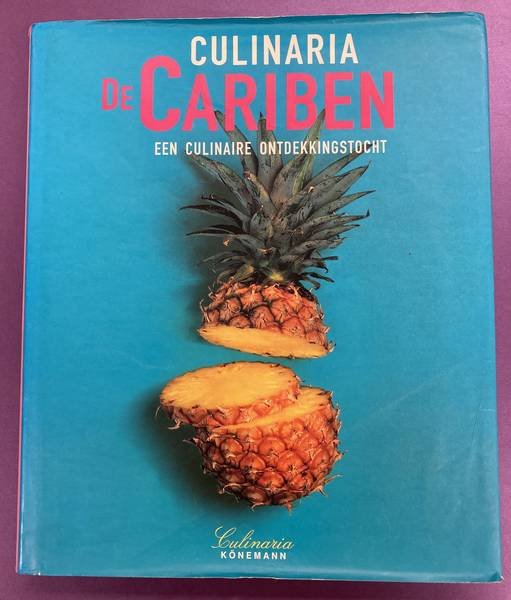 CULINARIA
DE CARIBEN
EEN CULINAIRE ONTDEKKINGSTOCHT
Culinaria
KÖNEMANN